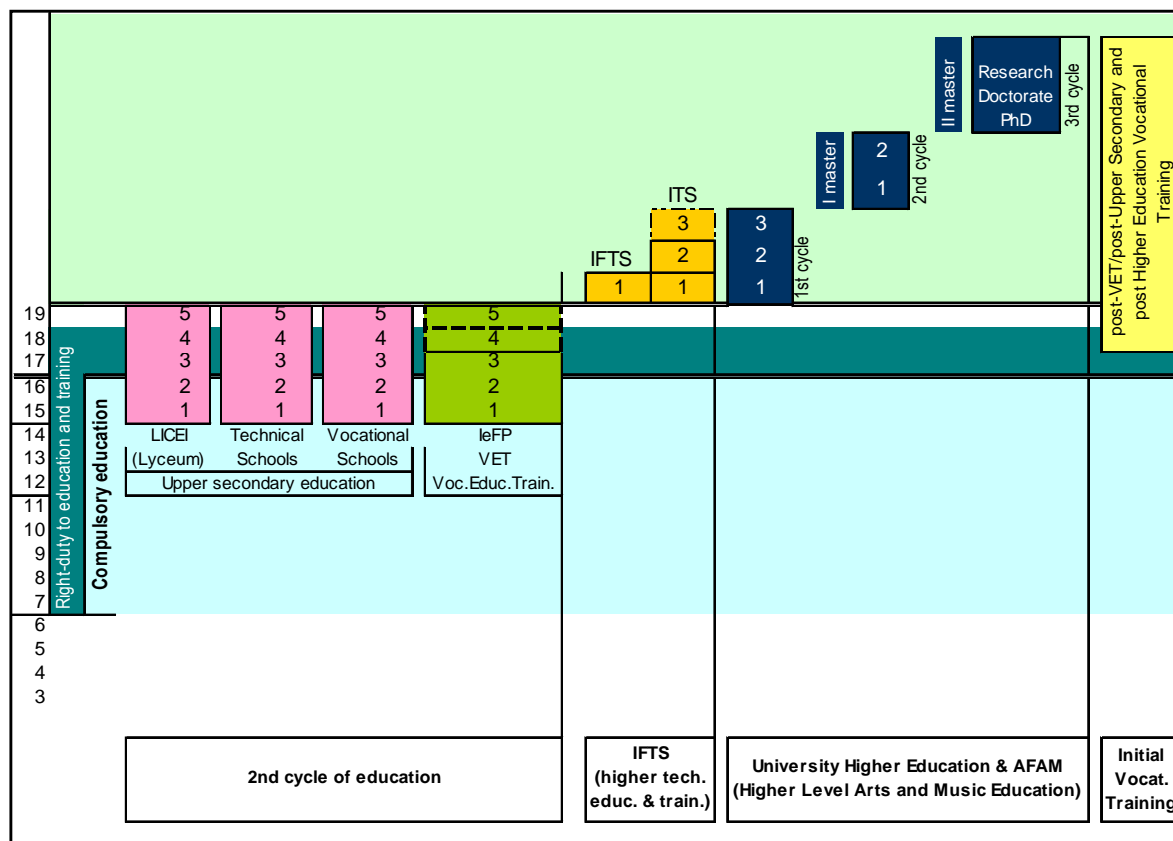 Research
Doctorate
PhD
II master
3rd cycle
post-VET/post-Upper Secondary and
post Higher Education Vocational
Training
I master
2
1
2nd cycle
ITS
3
2
1
IFTS
1
3
2
1
1st cycle
19
18
17
16
15
14
13
12
11
10
9
8
7
6
5
4
3
Right-duty to education and training
Compulsory education
5
4
3
2
1
LICEI
(Lyceum)
5
4
3
2
1
Technical
Schools
5
4
3
2
1
Vocational
Schools
Upper secondary education
5
4
3
2
1
IeFP
VET
Voc.Educ.Train.
2nd cycle of education
IFTS
(higher tech.
educ. & train.)
University Higher Education & AFAM
(Higher Level Arts and Music Education)
Initial
Vocat.
Training